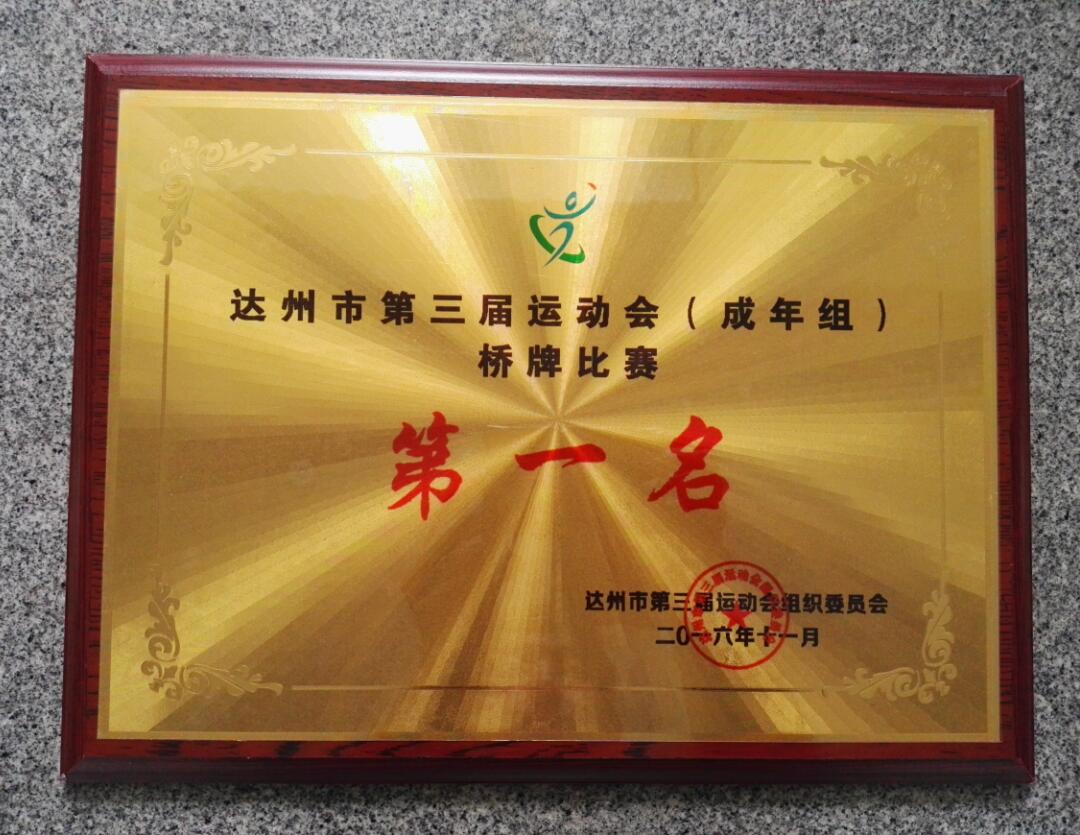 达州市第三届运动会（成年组）
桥牌比赛
第一名
达州市第三届运动会组织委员会
二0一六年十一月